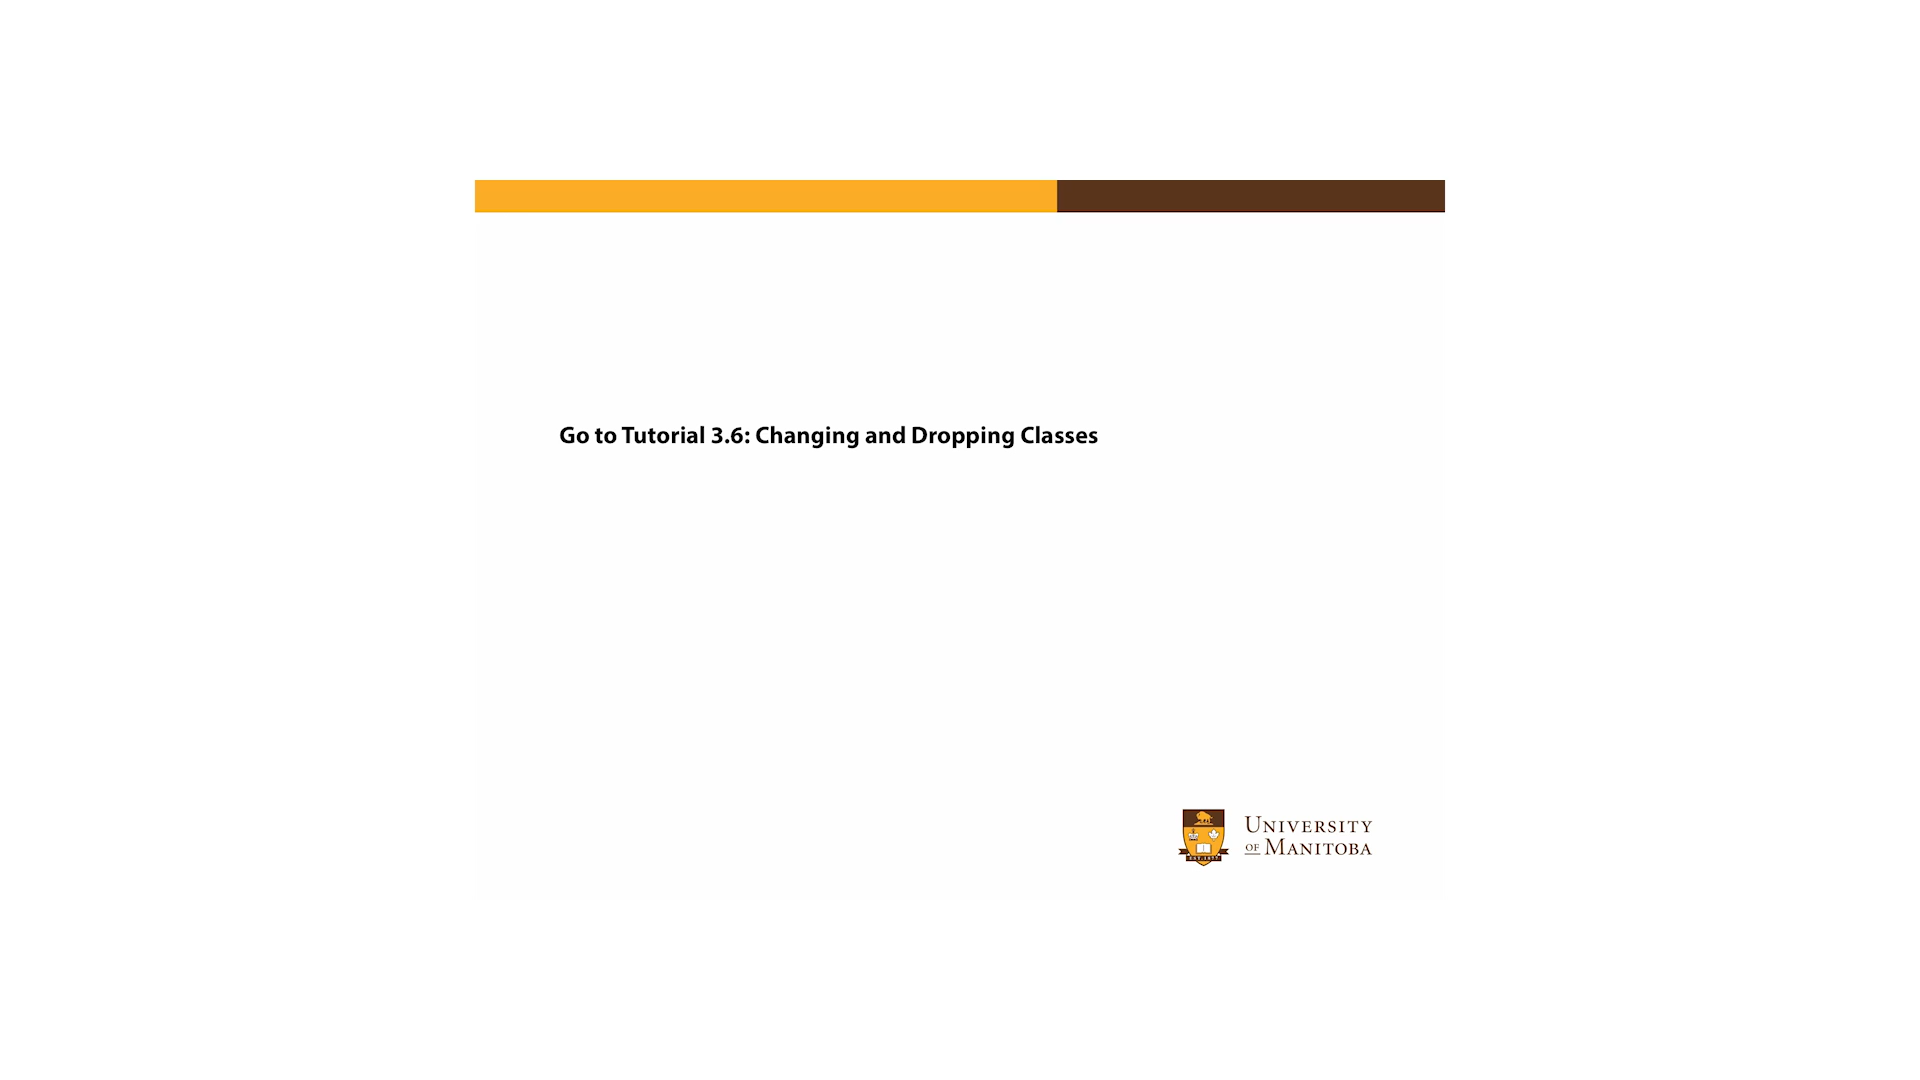 Go to Tutorial 3.6: Changing and Dropping Classes
UNIVERSITY
OF MANITOBA